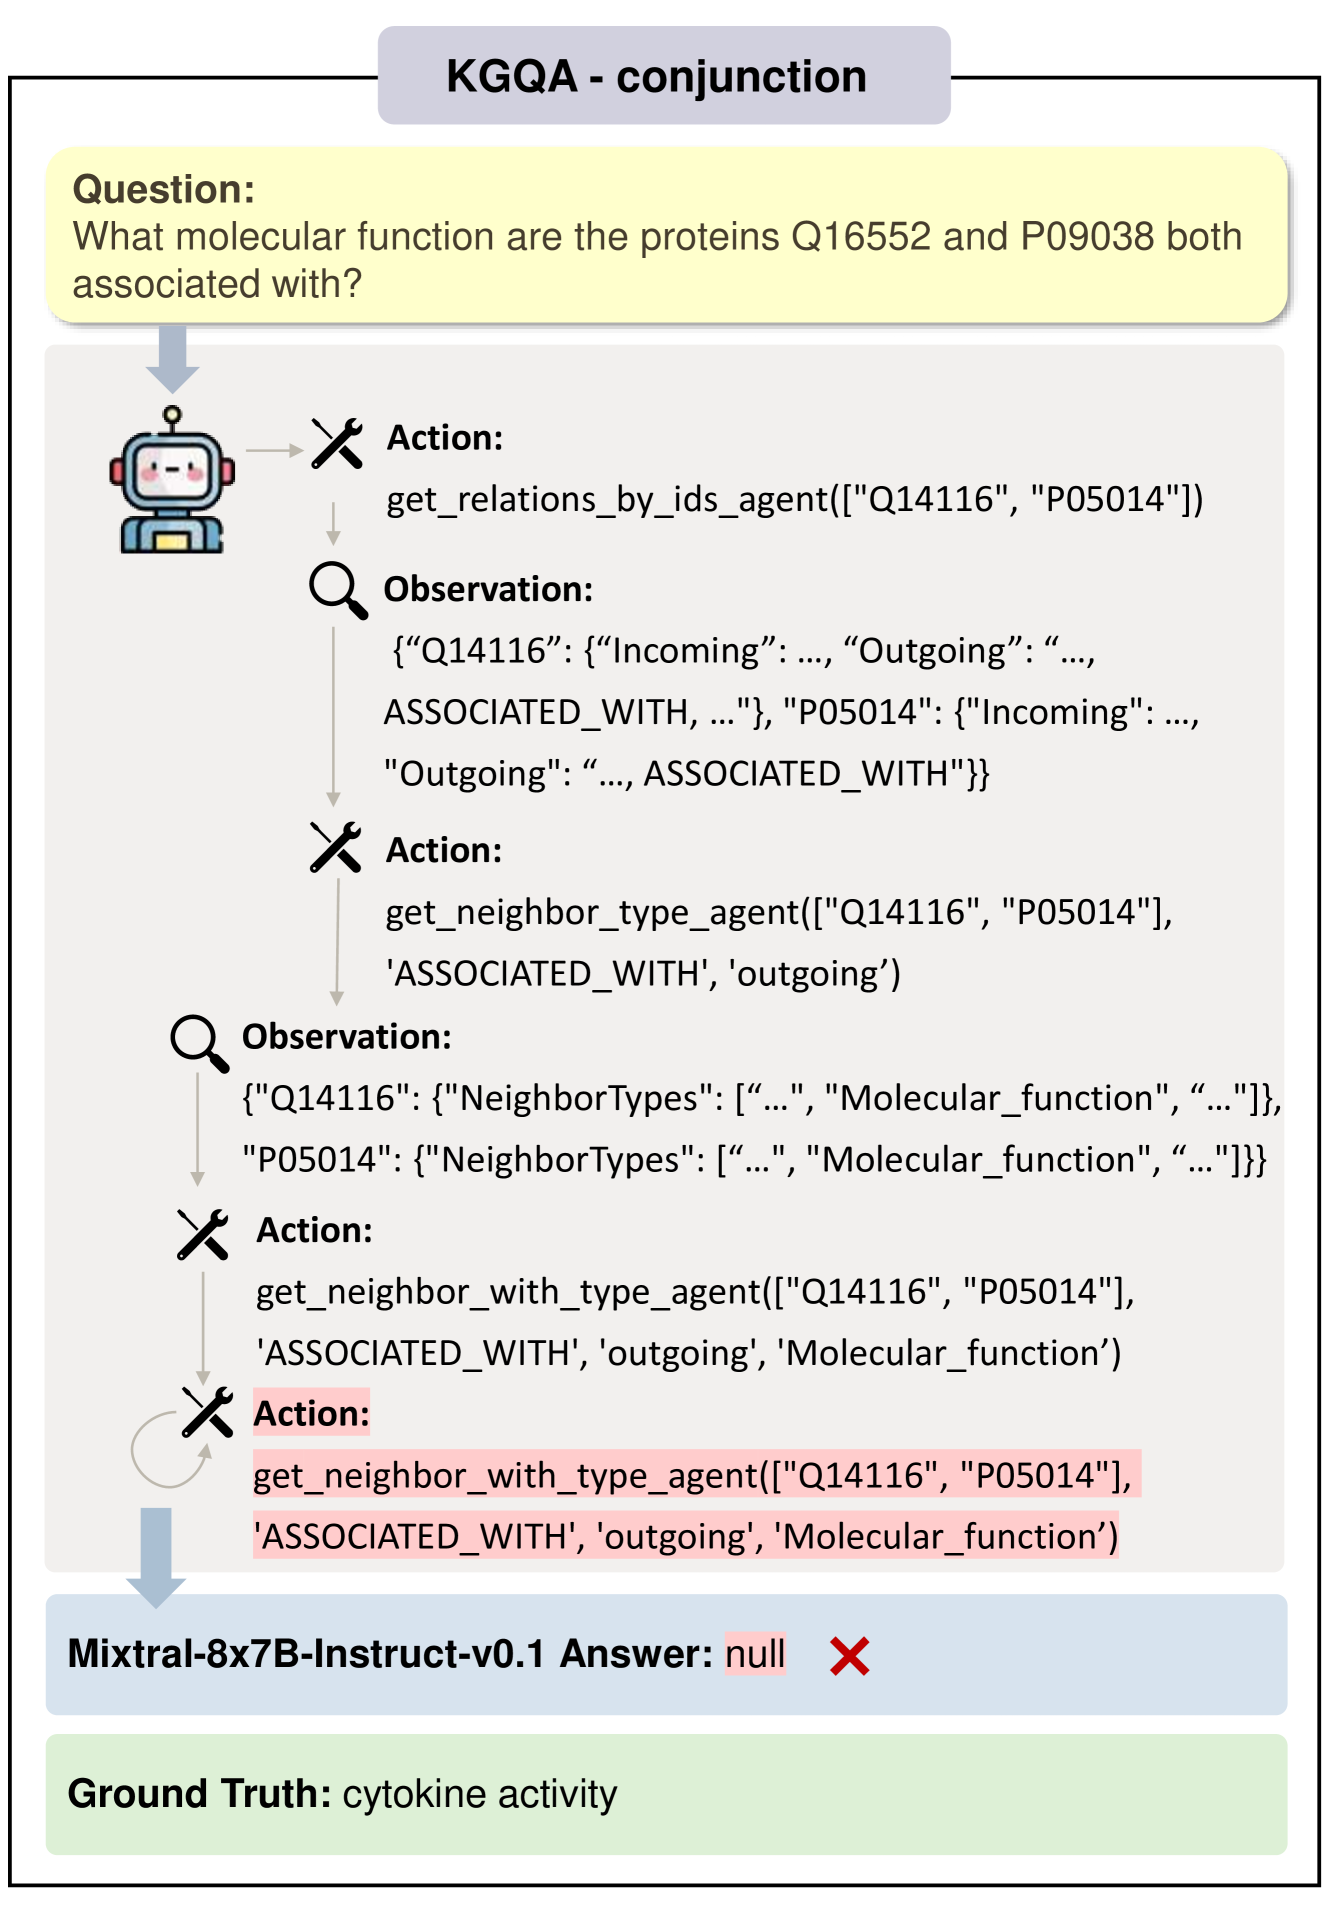 KGQA - conjunction
Question:
What molecular function are the proteins Q16552 and P09038 both
associated with?
Action:
get_relations_by_ids_agent(["Q14116", "P05014"])
Observation:
{“Q14116”: {“Incoming”: …, “Outgoing”: “…,
ASSOCIATED_WITH, …"}, "P05014": {"Incoming": …,
"Outgoing": “…, ASSOCIATED_WITH"}}
Action:
get_neighbor_type_agent(["Q14116", "P05014"],
'ASSOCIATED_WITH', 'outgoing’)
Observation:
{"Q14116": {"NeighborTypes": [“…", "Molecular_function", “…"]},
"P05014": {"NeighborTypes": [“…", "Molecular_function", “…"]}}
Action:
get_neighbor_with_type_agent(["Q14116", "P05014"],
'ASSOCIATED_WITH', 'outgoing', 'Molecular_function’)
Action:
get_neighbor_with_type_agent(["Q14116", "P05014"],
'ASSOCIATED_WITH', 'outgoing', 'Molecular_function’)
Mixtral-8x7B-Instruct-v0.1 Answer: null
Ground Truth: cytokine activity